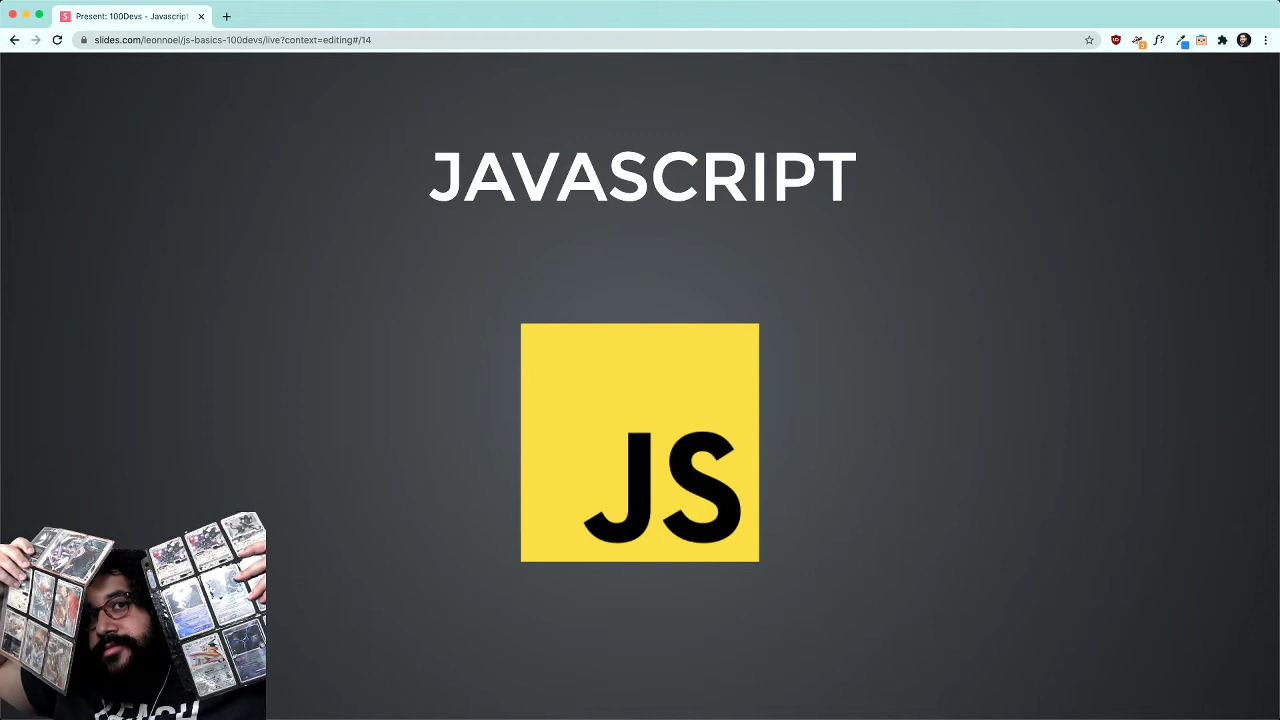 Present: 100Devs - Javascript
slides.com/leonnoel/js-basics-100devs/live?context=editing#/14
JAVASCRIPT
JS